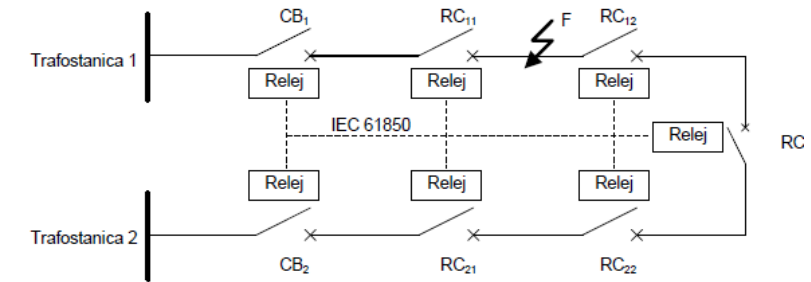 CB₁ RC₁₁ F RC₁₂
Trafostanica 1
Relej Relej Relej
IEC 61850 Relej RC
Relej Relej Relej
Trafostanica 2
CB₂ RC₂₁ RC₂₂